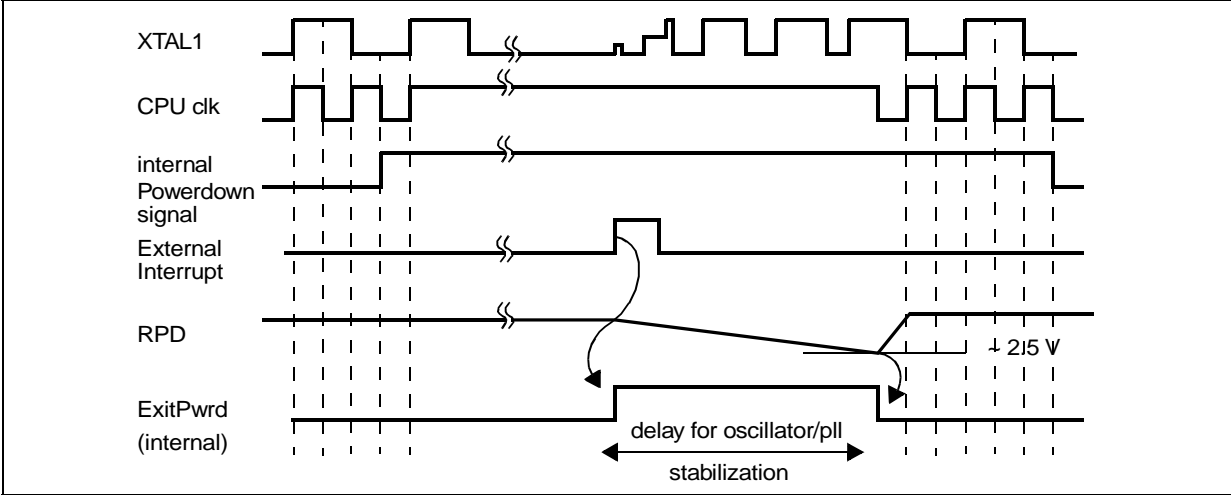 XTAL1
CPU clk
internal
Powerdown
signal
External
Interrupt
RPD
~ 2.5 V
ExitPwrd
(internal)
delay for oscillator/pll
stabilization